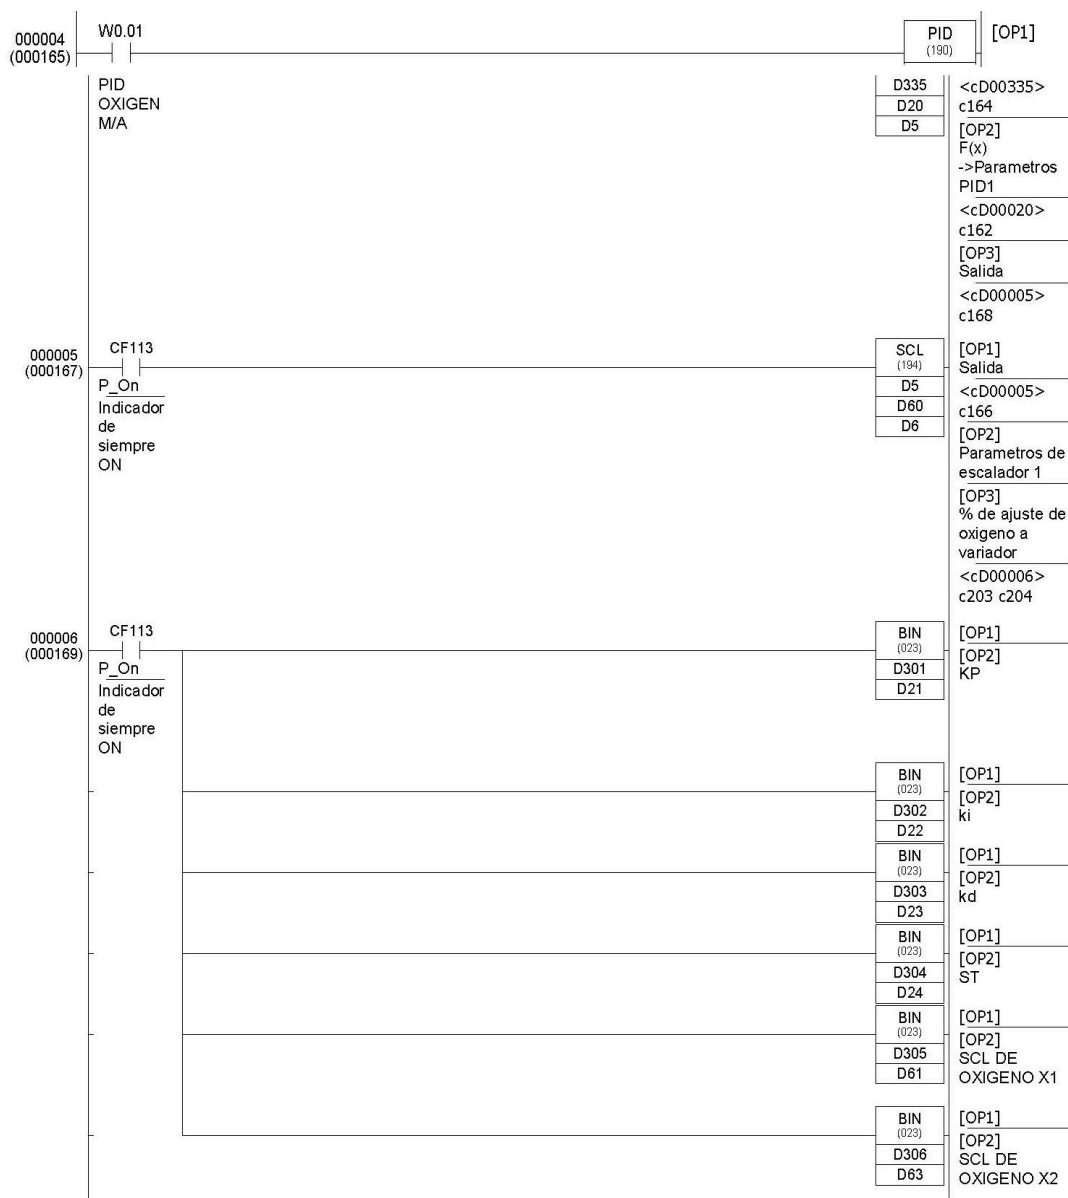 000004
(000165)
W0.01
PID
OXIGEN
M/A
PID
(190)
D335
D20
D5
[OP1]
<cD00335>
c164
[OP2]
F(x)
->Parametros
PID1
<cD00020>
c162
[OP3]
Salida
<cD00005>
c168
000005
(000167)
CF113
P_On
Indicador
de
siempre
ON
SCL
(194)
D5
D60
D6
[OP1]
Salida
<cD00005>
c166
[OP2]
Parametros de
escalador 1
[OP3]
% de ajuste de
oxigeno a
variador
<cD00006>
c203 c204
000006
(000169)
CF113
P_On
Indicador
de
siempre
ON
BIN
(023)
D301
D21
[OP1]
[OP2]
KP
BIN
(023)
D302
D22
[OP1]
[OP2]
ki
BIN
(023)
D303
D23
[OP1]
[OP2]
kd
BIN
(023)
D304
D24
[OP1]
[OP2]
ST
BIN
(023)
D305
D61
[OP1]
[OP2]
SCL DE
OXIGENO X1
BIN
(023)
D306
D63
[OP1]
[OP2]
SCL DE
OXIGENO X2